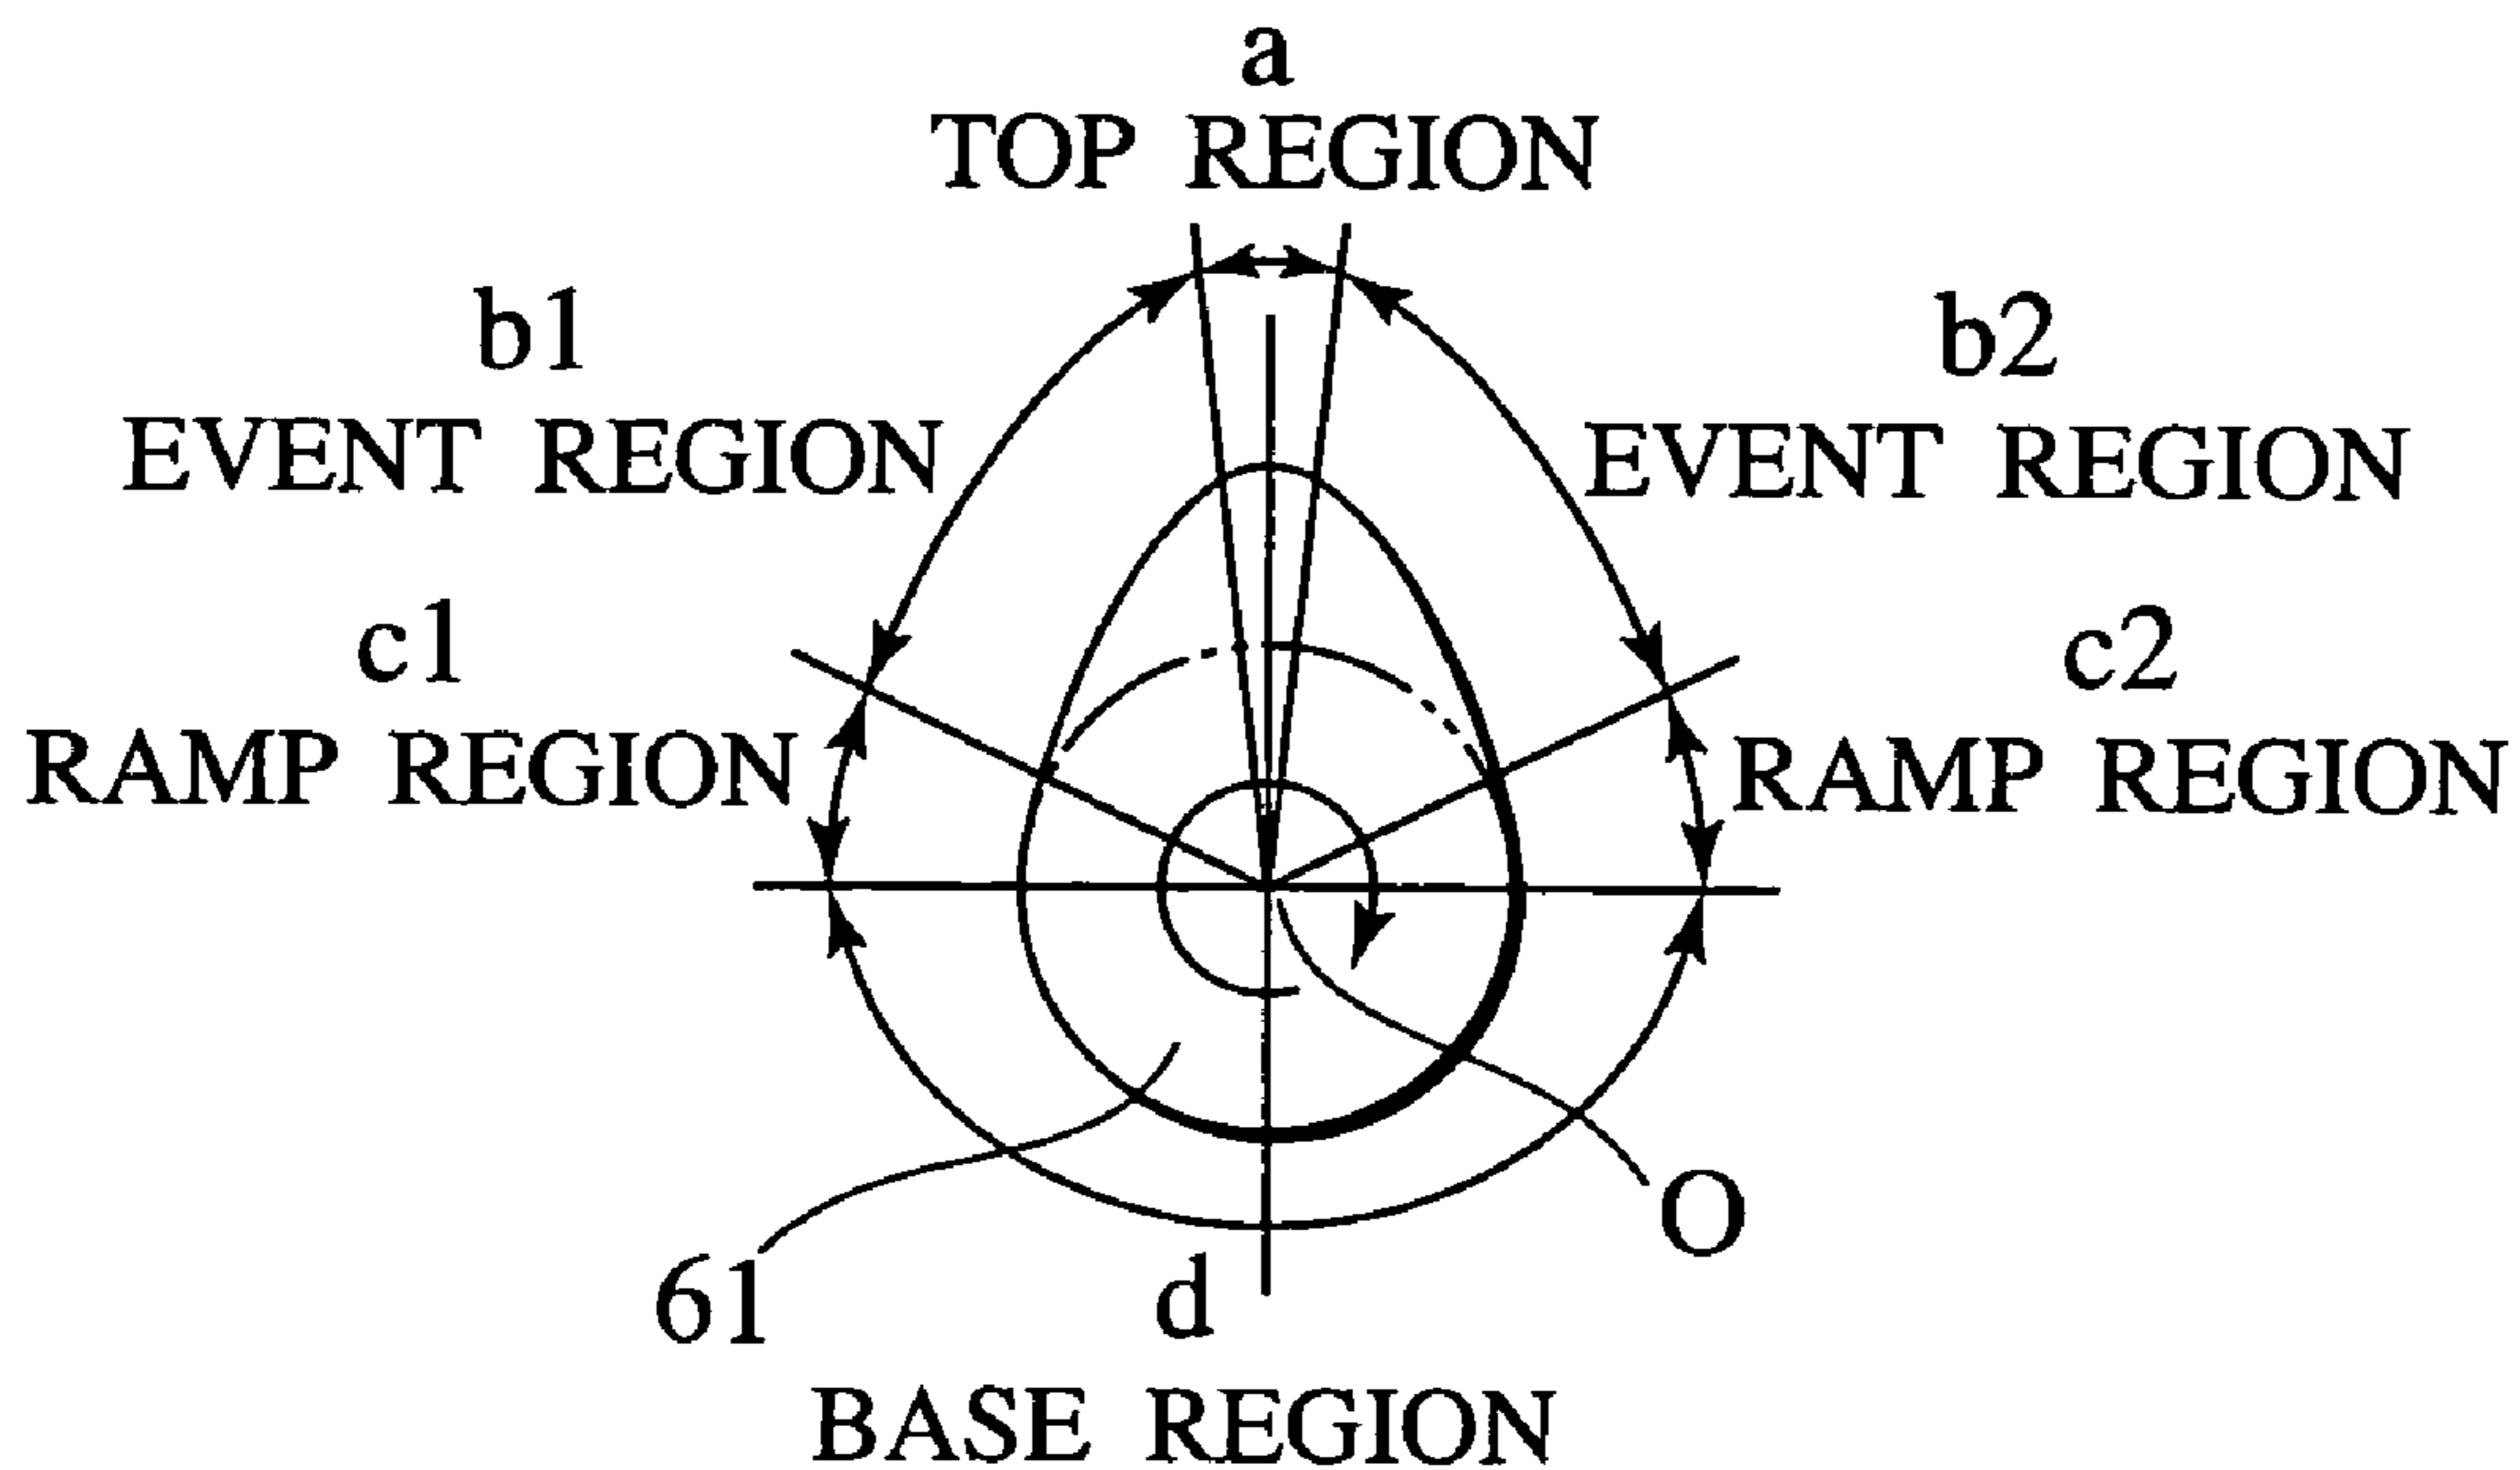 a
TOP REGION
b1
EVENT REGION
b2
EVENT REGION
c1
RAMP REGION
c2
RAMP REGION
O
61
d
BASE REGION